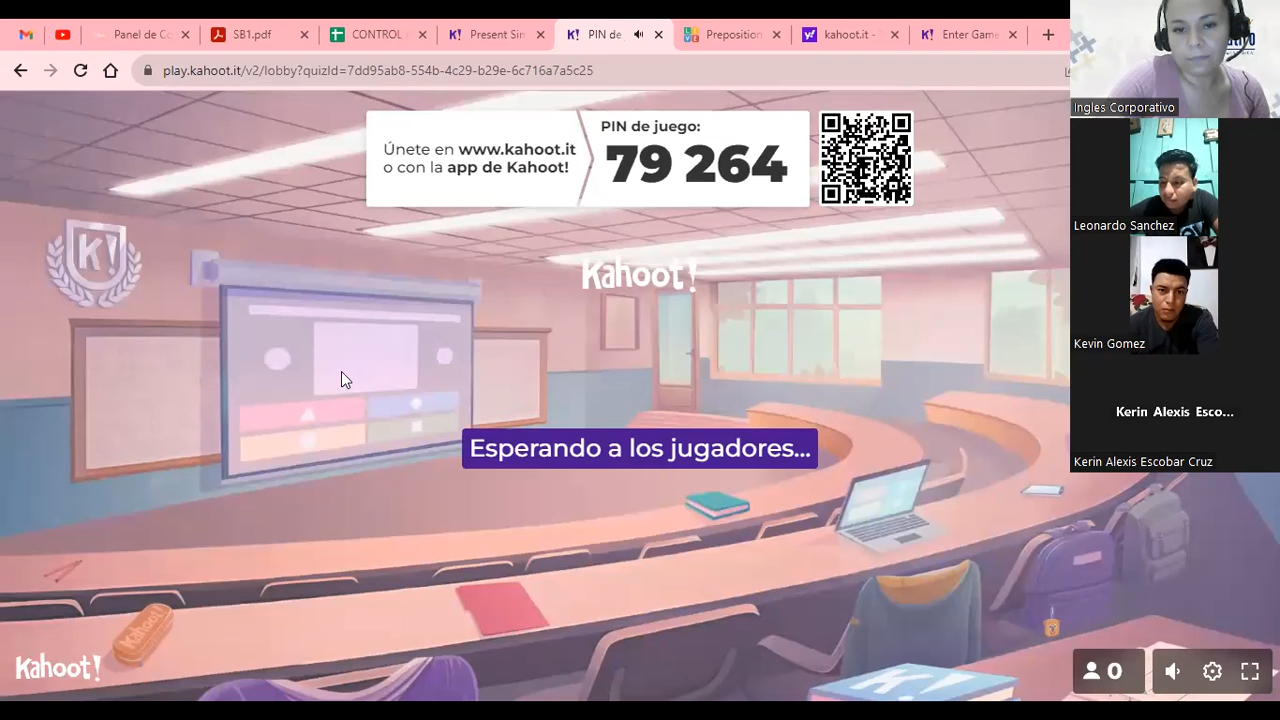 Panel de Co
SB1.pdf
CONTROL
Present Sin
PIN de
Preposition
kahoot.it -
Enter Game
play.kahoot.it/v2/lobby?quizId=7dd95ab8-554b-4c29-b29e-6c716a7a5c25
Únete en www.kahoot.it
o con la app de Kahoot!
PIN de juego:
79 264
K!
Kahoot!
Esperando a los jugadores...
Kahoot!
Kahoot!
K!
0
Ingles Corporativo
Leonardo Sanchez
Kevin Gomez
Kerin Alexis Esco...
Kerin Alexis Escobar Cruz